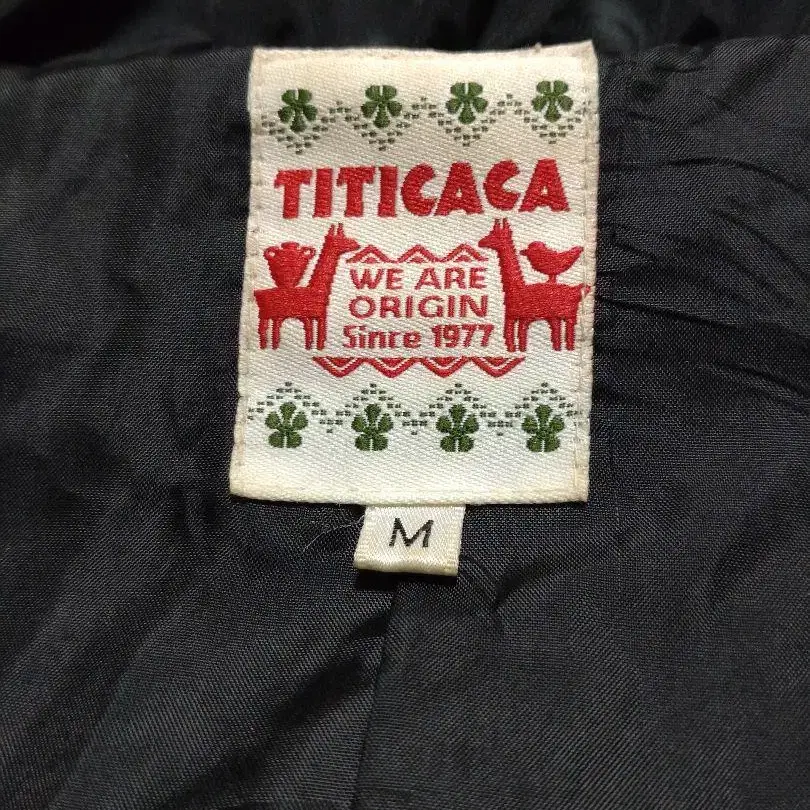 TITICACA
WE ARE
ORIGIN
Since 1977
M